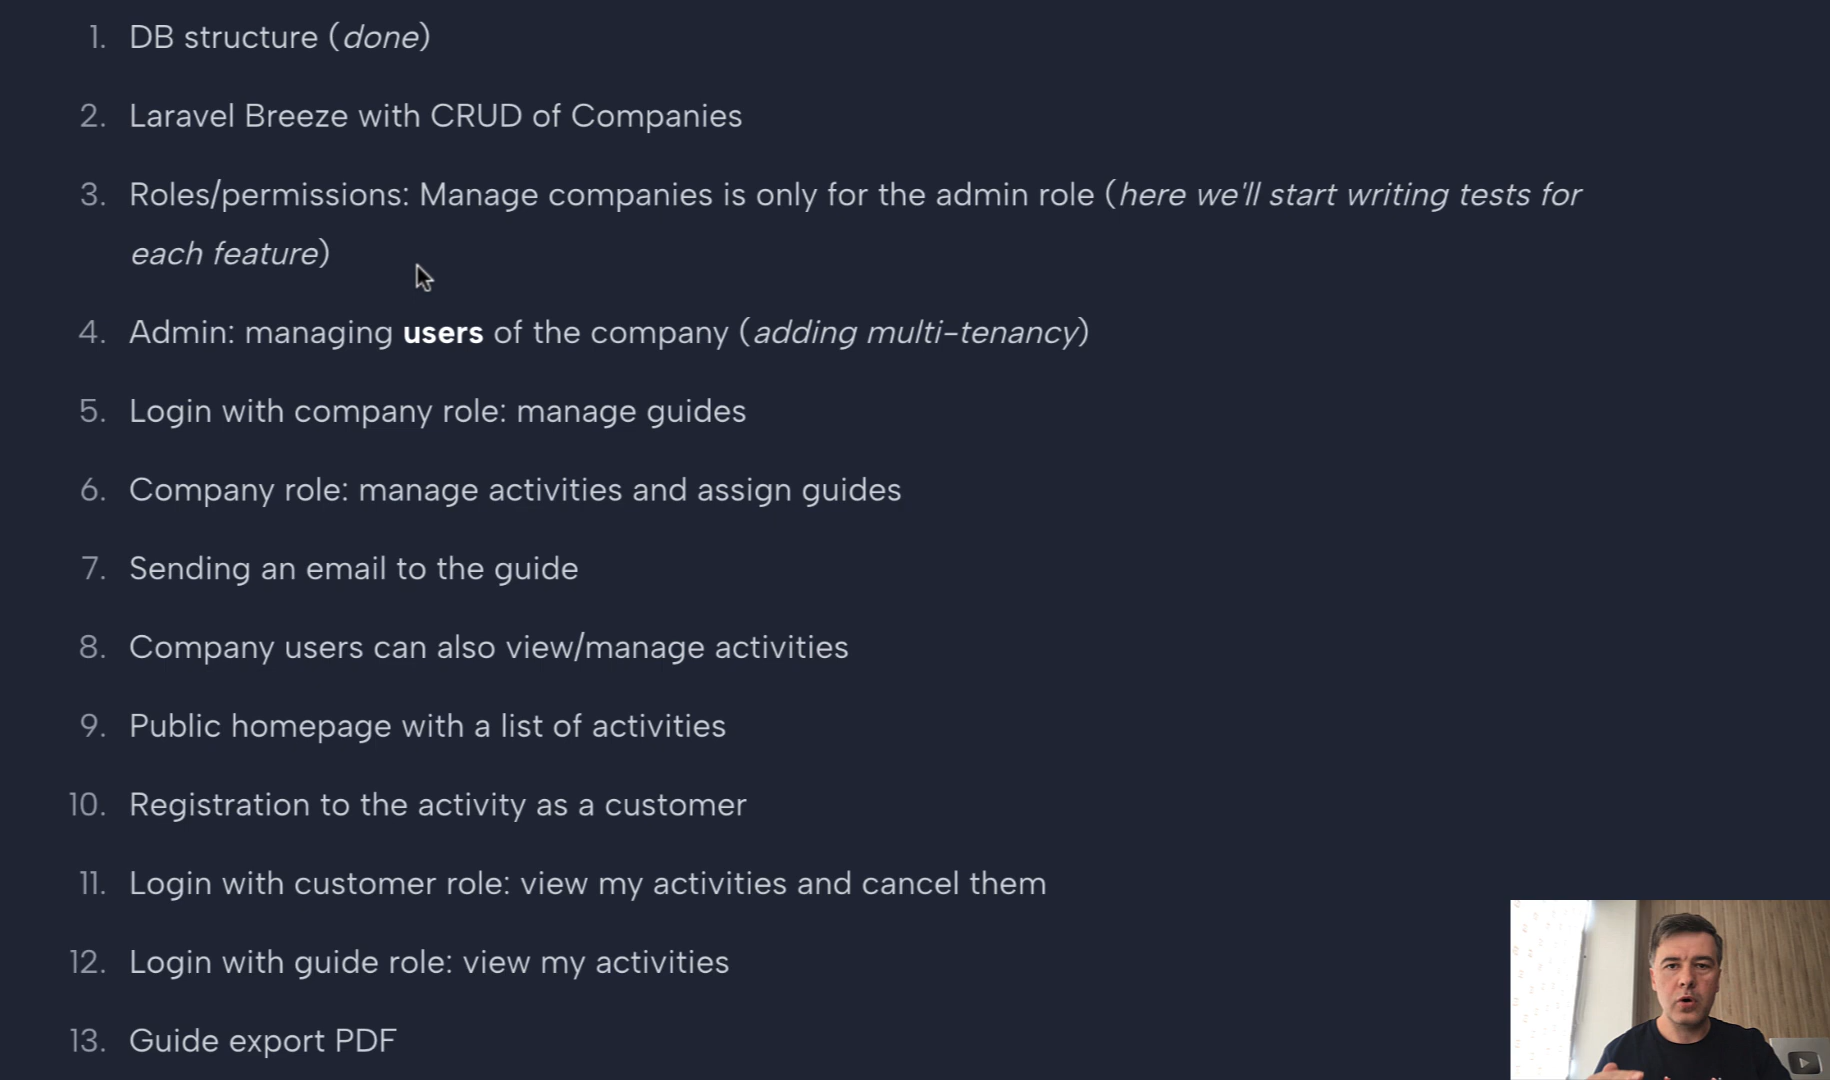 1. DB structure (done)
2. Laravel Breeze with CRUD of Companies
3. Roles/permissions: Manage companies is only for the admin role (here we'll start writing tests for
each feature)
4. Admin: managing users of the company (adding multi-tenancy)
5. Login with company role: manage guides
6. Company role: manage activities and assign guides
7. Sending an email to the guide
8. Company users can also view/manage activities
9. Public homepage with a list of activities
10. Registration to the activity as a customer
11. Login with customer role: view my activities and cancel them
12. Login with guide role: view my activities
13. Guide export PDF